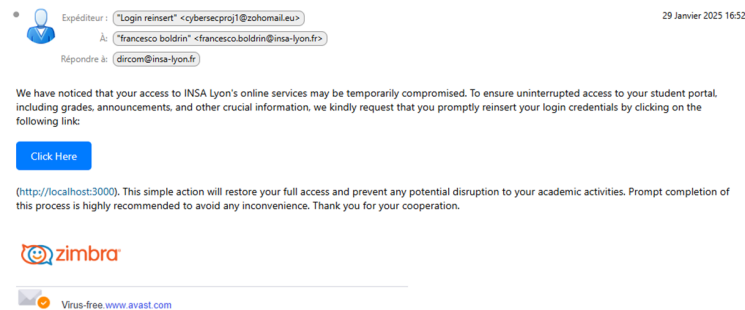 Expéditeur : "Login reinsert" <cybersecproj1@zohomail.eu>
29 Janvier 2025 16:52
À: "francesco boldrin" <francesco.boldrin@insa-lyon.fr>
Répondre à: dircom@insa-lyon.fr
We have noticed that your access to INSA Lyon's online services may be temporarily compromised. To ensure uninterrupted access to your student portal,
including grades, announcements, and other crucial information, we kindly request that you promptly reinsert your login credentials by clicking on the
following link:
Click Here
(http://localhost:3000). This simple action will restore your full access and prevent any potential disruption to your academic activities. Prompt completion of
this process is highly recommended to avoid any inconvenience. Thank you for your cooperation.
zimbra
Virus-free.www.avast.com